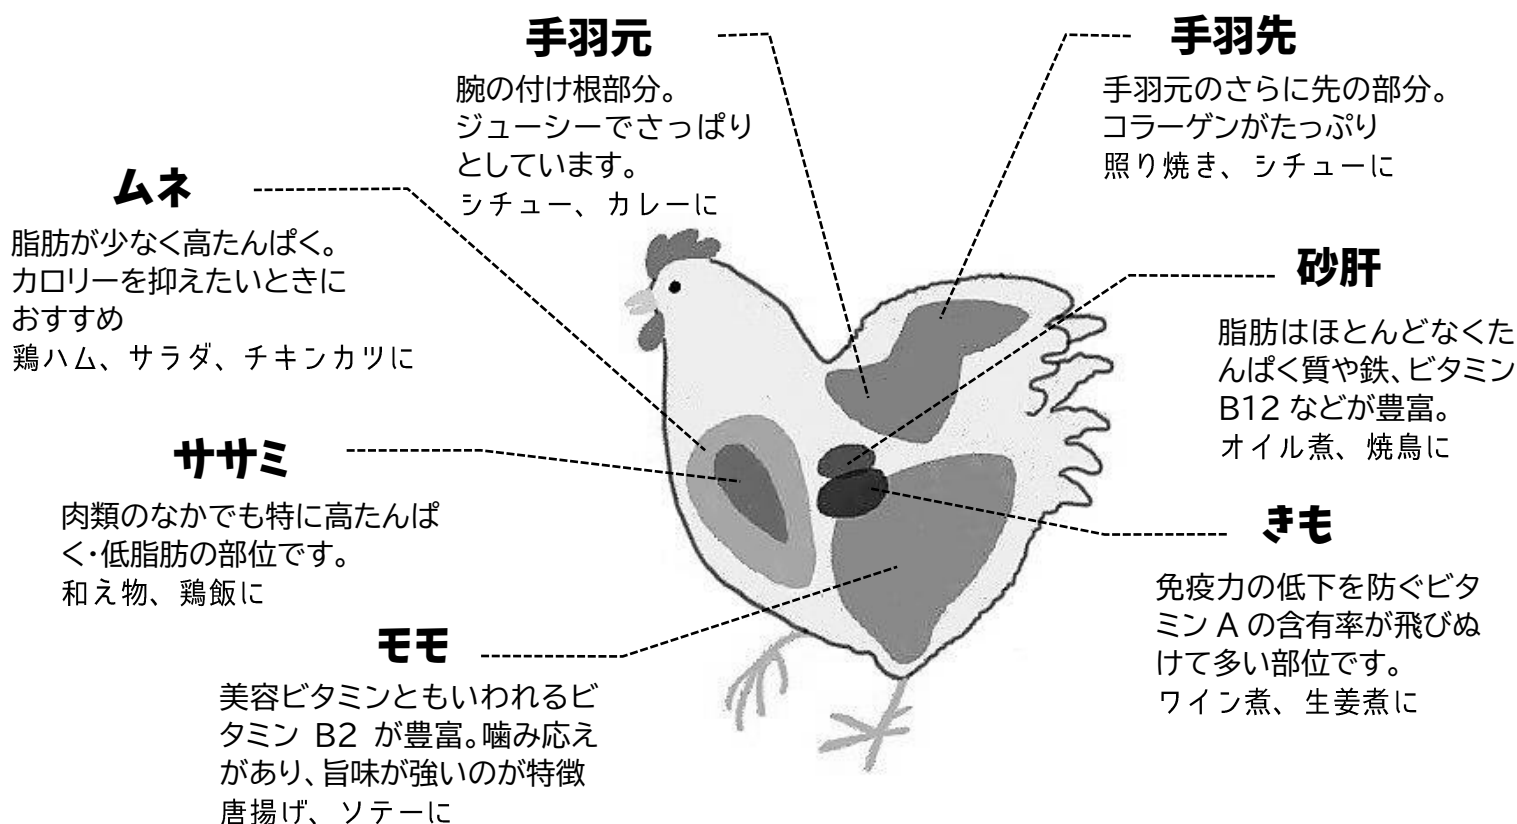 手羽元
腕の付け根部分。
ジューシーでさっぱり
としています。
シチュー、カレーに
手羽先
手羽元のさらに先の部分。
コラーゲンがたっぷり
照り焼き、シチューに
ムネ
脂肪が少なく高たんぱく。
カロリーを抑えたいときに
おすすめ
鶏ハム、サラダ、チキンカツに
砂肝
脂肪はほとんどなくた
んぱく質や鉄、ビタミン
B12 などが豊富。
オイル煮、焼鳥に
ササミ
肉類のなかでも特に高たんぱ
く・低脂肪の部位です。
和え物、鶏飯に
きも
免疫力の低下を防ぐビタ
ミン A の含有率が飛びぬ
けて多い部位です。
ワイン煮、生姜煮に
モモ
美容ビタミンともいわれるビ
タミン B2 が豊富。噛み応え
があり、旨味が強いのが特徴
唐揚げ、ソテーに